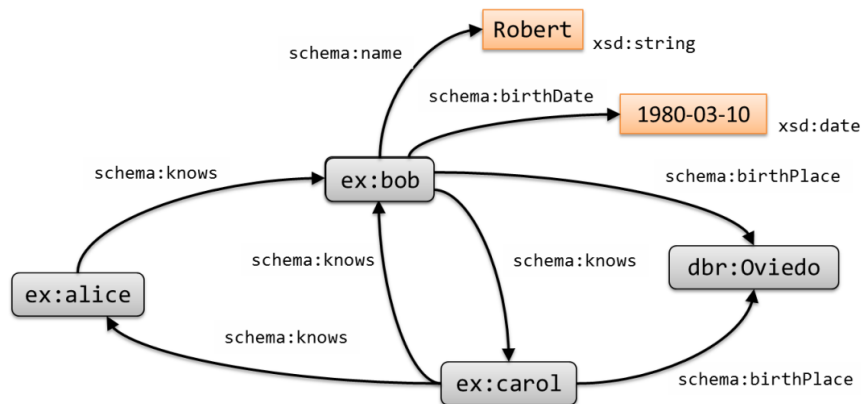 Robert
xsd:string
schema:name
schema:birthDate
1980-03-10
xsd:date
schema:knows
ex:bob
schema:birthPlace
schema:knows
schema:knows
dbr:Oviedo
ex:alice
schema:knows
ex:carol
schema:birthPlace